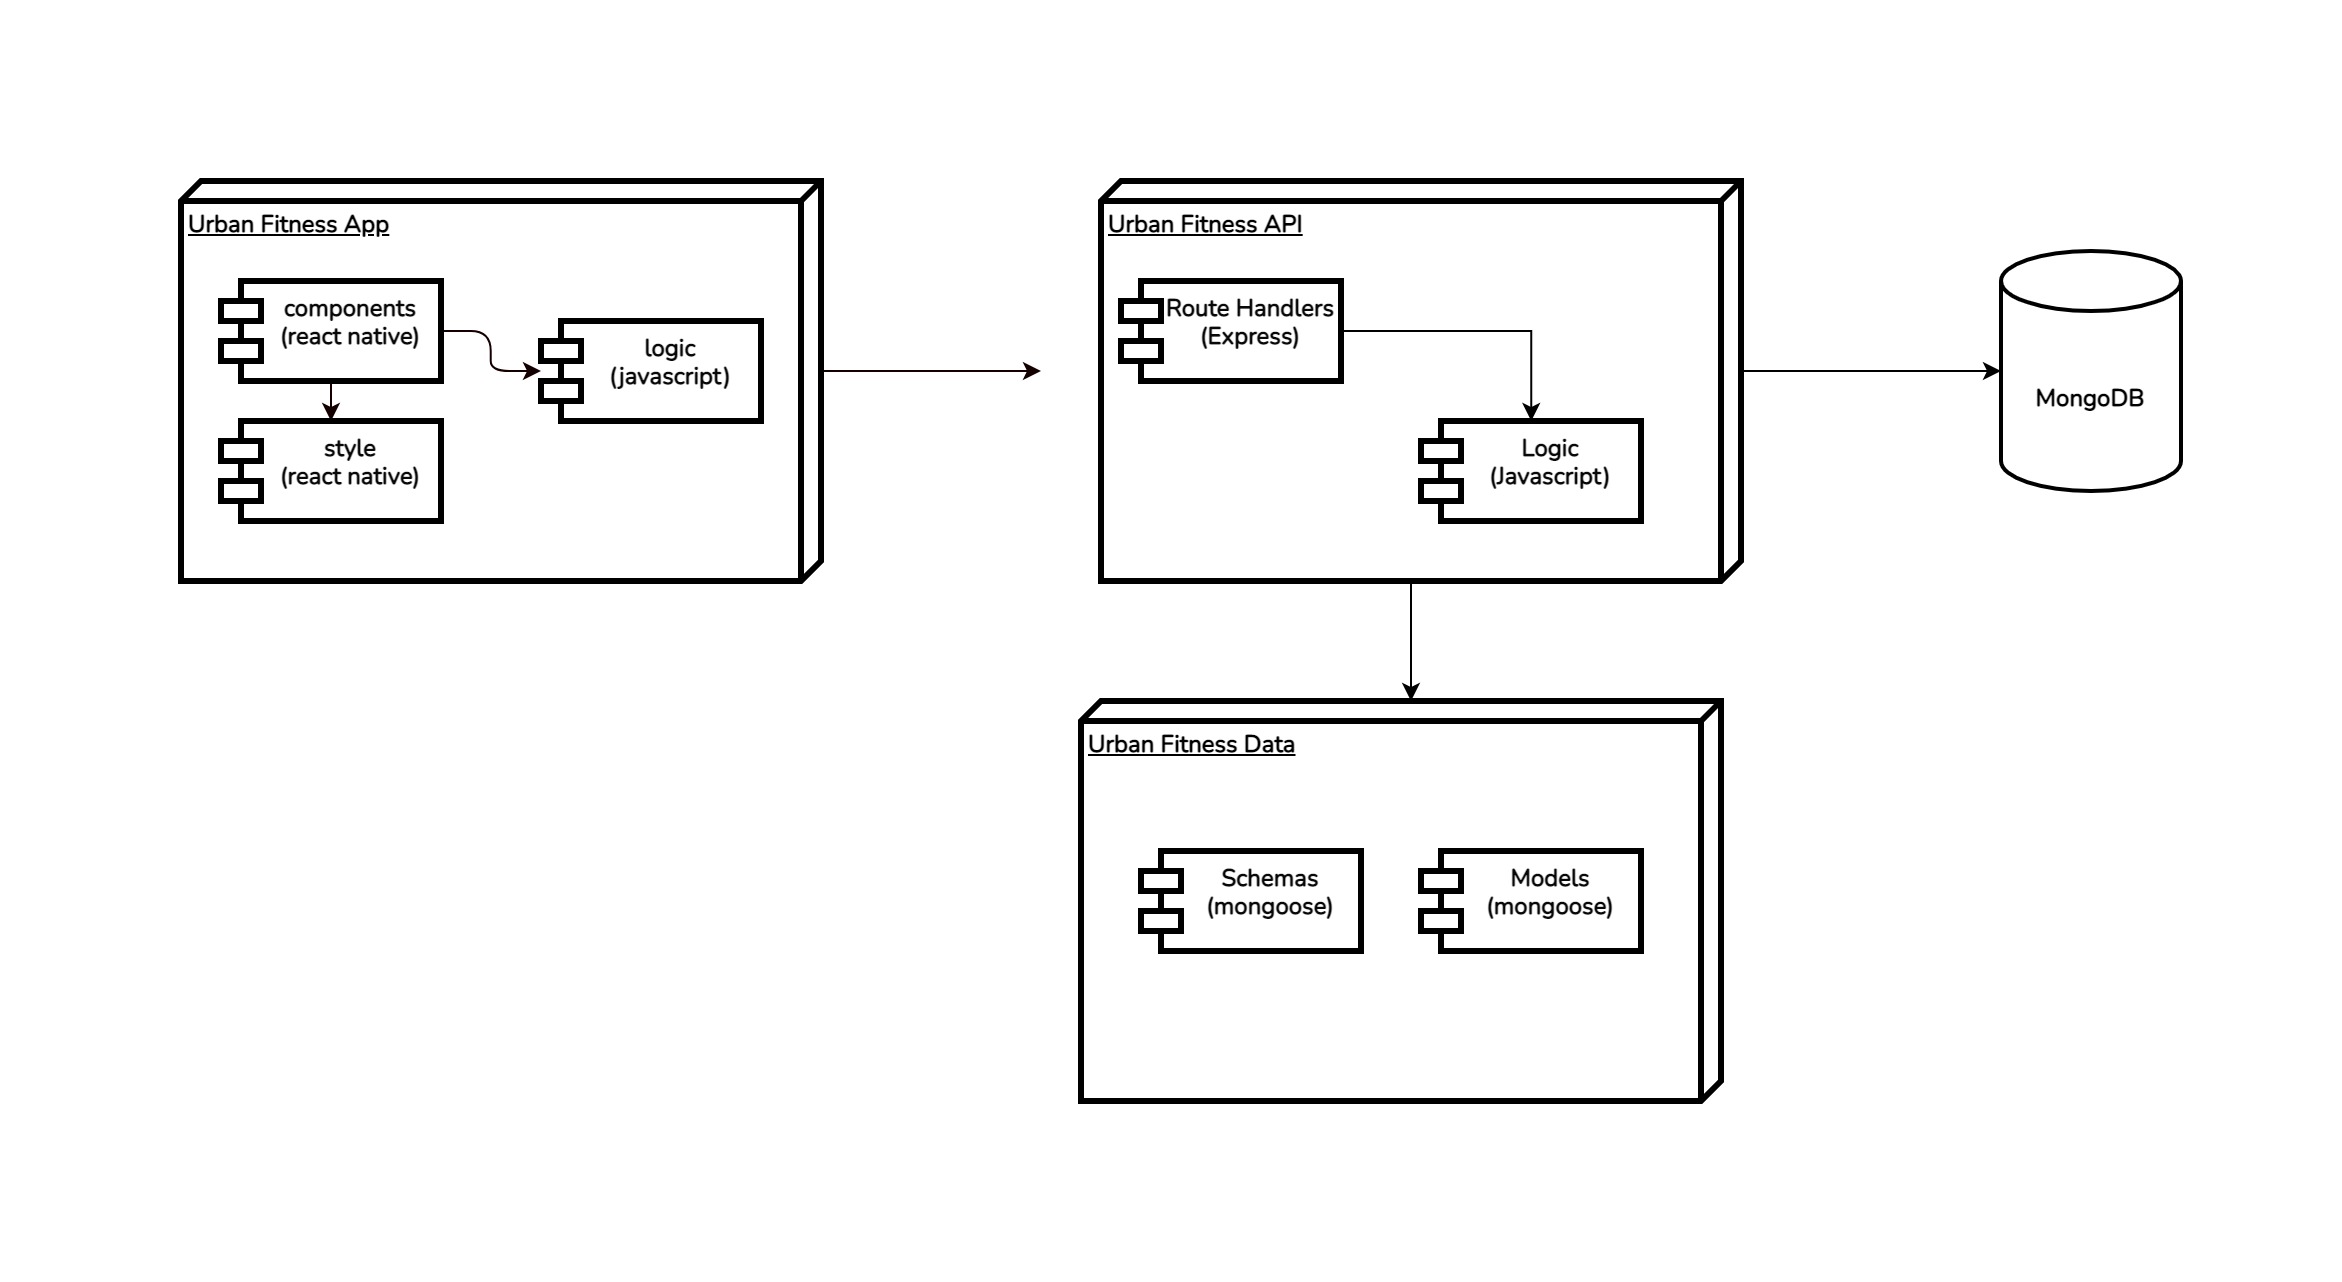 Urban Fitness App
components
(react native)
logic
(javascript)
style
(react native)
Urban Fitness API
Route Handlers
(Express)
Logic
(Javascript)
MongoDB
Urban Fitness Data
Schemas
(mongoose)
Models
(mongoose)